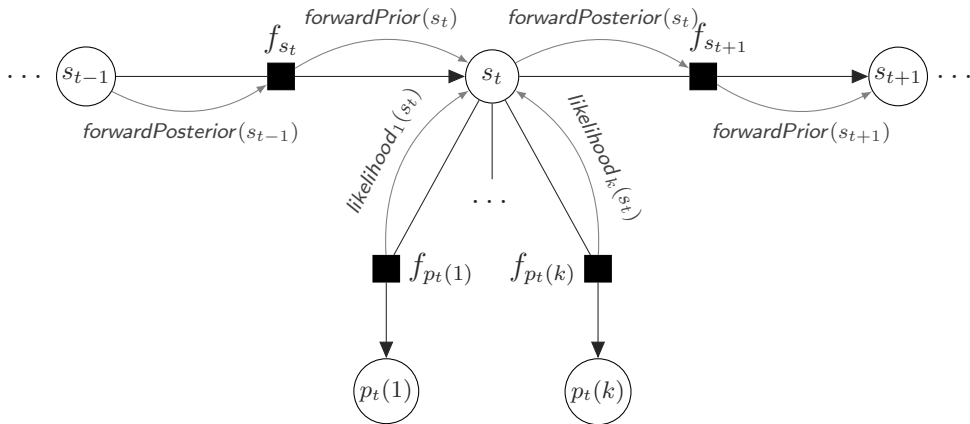 forwardPrior(s_t) forwardPosterior(s_t)
f_{s_t} f_{s_{t+1}}
... s_{t-1} s_t s_{t+1} ...
forwardPosterior(s_{t-1}) forwardPrior(s_{t+1})
likelihood_1(s_t) likelihood_k(s_t)
...
f_{p_t(1)} f_{p_t(k)}
p_t(1) p_t(k)